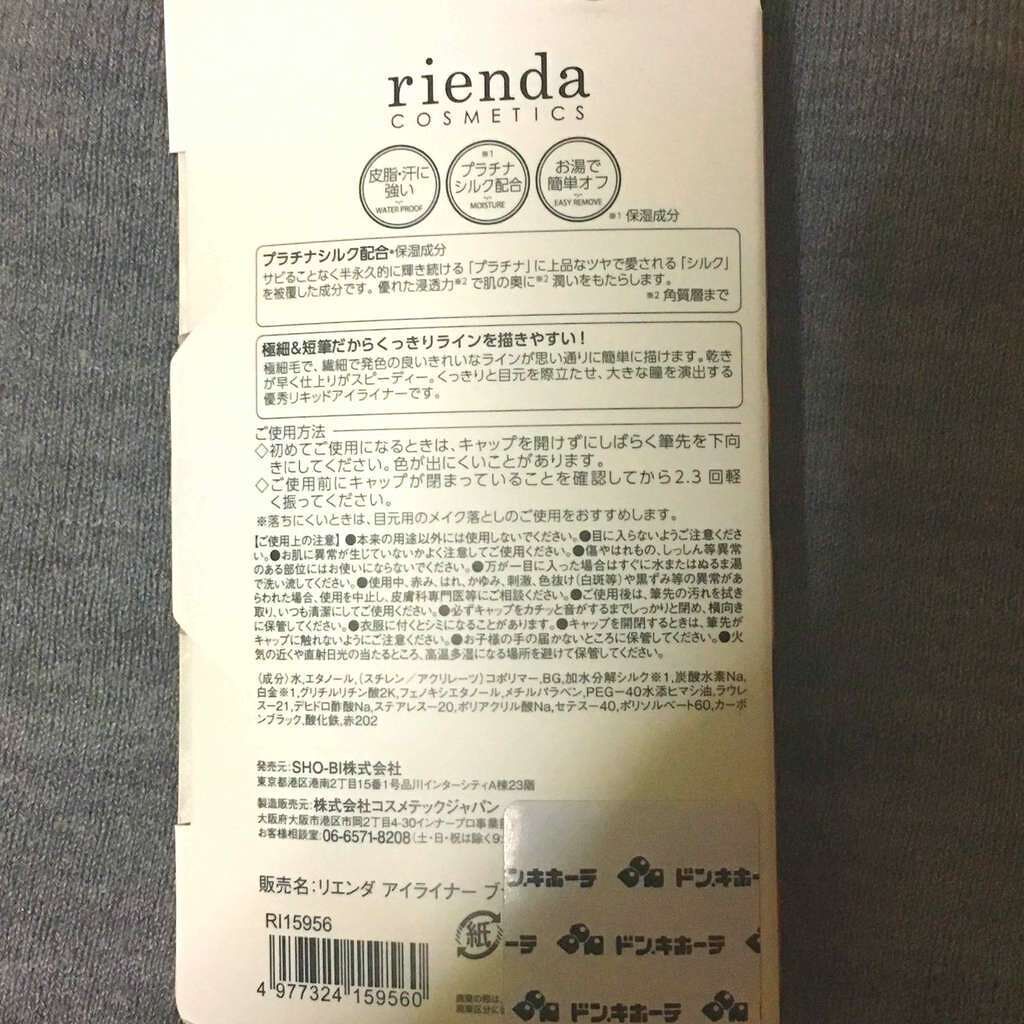 rienda
COSMETICS
皮脂・汗に
強い
WATER PROOF
※1
プラチナ
シルク配合
MOISTURE
お湯で
簡単オフ
EASY REMOVE
※1 保湿成分
プラチナシルク配合・保湿成分
サビることなく半永久的に輝き続ける「プラチナ」に上品なツヤで愛される「シルク」
を被覆した成分です。優れた浸透力※2で肌の奥に※2潤いをもたらします。
※2 角質層まで
極細&短筆だからくっきりラインを描きやすい!
極細毛で、繊細で発色の良いきれいなラインが思い通りに簡単に描けます。乾き
が早く仕上りがスピーディー。くっきりと目元を際立たせ、大きな瞳を演出する
優秀リキッドアイライナーです。
ご使用方法
◇初めてご使用になるときは、キャップを開けずにしばらく筆先を下向
きにしてください。色が出にくいことがあります。
◇ご使用前にキャップが閉まっていることを確認してから2.3 回軽
く振ってください。
※落ちにくいときは、目元用のメイク落としのご使用をおすすめします。
【ご使用上の注意】●本来の用途以外には使用しないでください。●目に入らないようご注意くださ
い。●お肌に異常が生じていないかよく注意してご使用ください。●傷やはれもの、しっしん等異常
のある部位にはお使いにならないでください。●万が一目に入った場合はすぐに水またはぬるま湯
で洗い流してください。●使用中、赤み、はれ、かゆみ、刺激、色抜け(白斑等)や黒ずみ等の異常があ
らわれた場合、使用を中止し、皮膚科専門医等にご相談ください。●ご使用後は、筆先の汚れを拭き
取り、いつも清潔にしてご使用ください。●必ずキャップをカチッと音がするまでしっかりと閉め、横向き
に保管してください。●衣服に付くとシミになることがあります。●キャップを開閉するときは、筆先が
キャップに触れないようにご注意ください。●お子様の手の届かないところに保管してください。●火
気の近くや直射日光の当たるところ、高温多湿になる場所を避けて保管してください。
〈成分〉水,エタノール,(スチレン/アクリレーツ)コポリマー,BG,加水分解シルク※1,炭酸水素Na,
白金※1,グリチルリチン酸2K,フェノキシエタノール,メチルパラベン,PEG-40水添ヒマシ油,ラウレ
ス-21,デヒドロ酢酸Na,ステアレス-20,ポリアクリル酸Na,セテス-40,ポリソルベート60,カーボ
ンブラック,酸化鉄,赤202
発売元:SHO-BI株式会社
東京都港区港南2丁目15番1号品川インターシティA棟23階
製造販売元:株式会社コスメテックジャパン
大阪府大阪市港区市岡2丁目4-30インナープロ事業
お客様相談室:06-6571-8208(土・日・祝は除く9:
販売名:リエンダ アイライナー ブ
RI15956
紙
4 977324 159560
廃棄の際は、
廃棄区分に
ン.キホーテ ドン.キホー
ーテ ドン.キホーテ
ドン.キホーテ